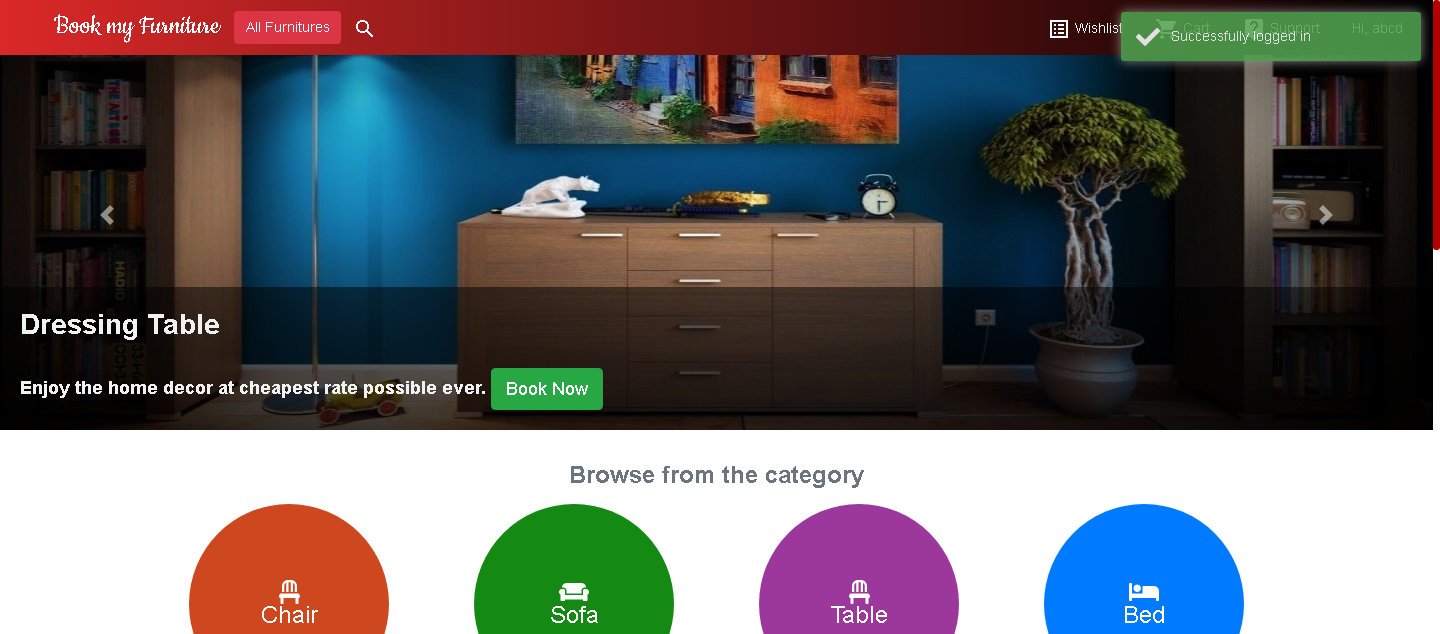 Book my Furniture
All Furnitures
Wishlist
Cart
Support
Hi, abcd
Successfully logged in
Dressing Table
Enjoy the home decor at cheapest rate possible ever.
Book Now
Browse from the category
Chair
Sofa
Table
Bed